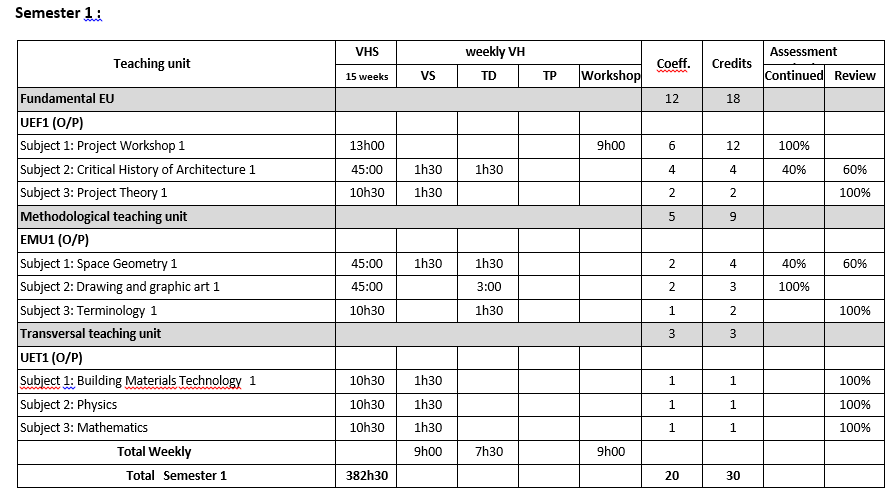 Semester 1 :
Teaching unit VHS weekly VH Coeff. Credits Assessment
15 weeks VS TD TP Workshop Continued Review
Fundamental EU 12 18
UEF1 (O/P)
Subject 1: Project Workshop 1 13h00 9h00 6 12 100%
Subject 2: Critical History of Architecture 1 45:00 1h30 1h30 4 4 40% 60%
Subject 3: Project Theory 1 10h30 1h30 2 2 100%
Methodological teaching unit 5 9
EMU1 (O/P)
Subject 1: Space Geometry 1 45:00 1h30 1h30 2 4 40% 60%
Subject 2: Drawing and graphic art 1 45:00 3:00 2 3 100%
Subject 3: Terminology 1 10h30 1h30 1 2 100%
Transversal teaching unit 3 3
UET1 (O/P)
Subject 1: Building Materials Technology 1 10h30 1h30 1 1 100%
Subject 2: Physics 10h30 1h30 1 1 100%
Subject 3: Mathematics 10h30 1h30 1 1 100%
Total Weekly 9h00 7h30 9h00
Total Semester 1 382h30 20 30